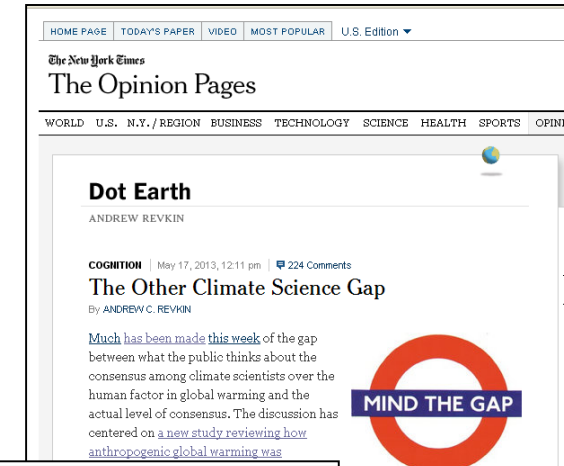 HOME PAGE TODAY'S PAPER VIDEO MOST POPULAR U.S. Edition
The New York Times
The Opinion Pages
WORLD U.S. N.Y. / REGION BUSINESS TECHNOLOGY SCIENCE HEALTH SPORTS OPIN
Dot Earth
ANDREW REVKIN
COGNITION | May 17, 2013, 12:11 pm | 224 Comments
The Other Climate Science Gap
By ANDREW C. REVKIN
Much has been made this week of the gap
between what the public thinks about the
consensus among climate scientists over the
human factor in global warming and the
actual level of consensus. The discussion has
centered on a new study reviewing how
anthropogenic global warming was
MIND THE GAP